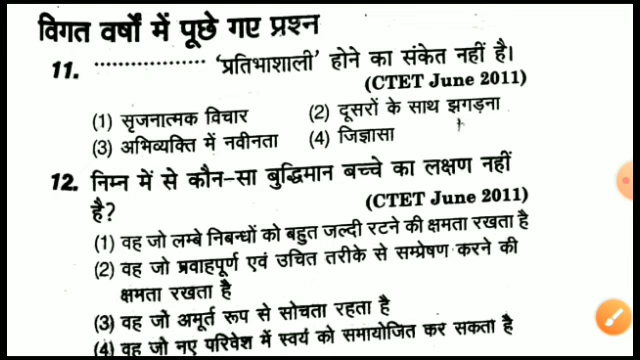 विगत वर्षों में पूछे गए प्रश्न
11. .................. 'प्रतिभाशाली' होने का संकेत नहीं है।
(CTET June 2011)
(1) सृजनात्मक विचार (2) दूसरों के साथ झगड़ना
(3) अभिव्यक्ति में नवीनता (4) जिज्ञासा
12. निम्न में से कौन-सा बुद्धिमान बच्चे का लक्षण नहीं
है? (CTET June 2011)
(1) वह जो लम्बे निबन्धों को बहुत जल्दी रटने की क्षमता रखता है
(2) वह जो प्रवाहपूर्ण एवं उचित तरीके से सम्प्रेषण करने की
क्षमता रखता है
(3) वह जो अमूर्त रूप से सोचता रहता है
(4) वह जो नए परिवेश में स्वयं को समायोजित कर सकता है